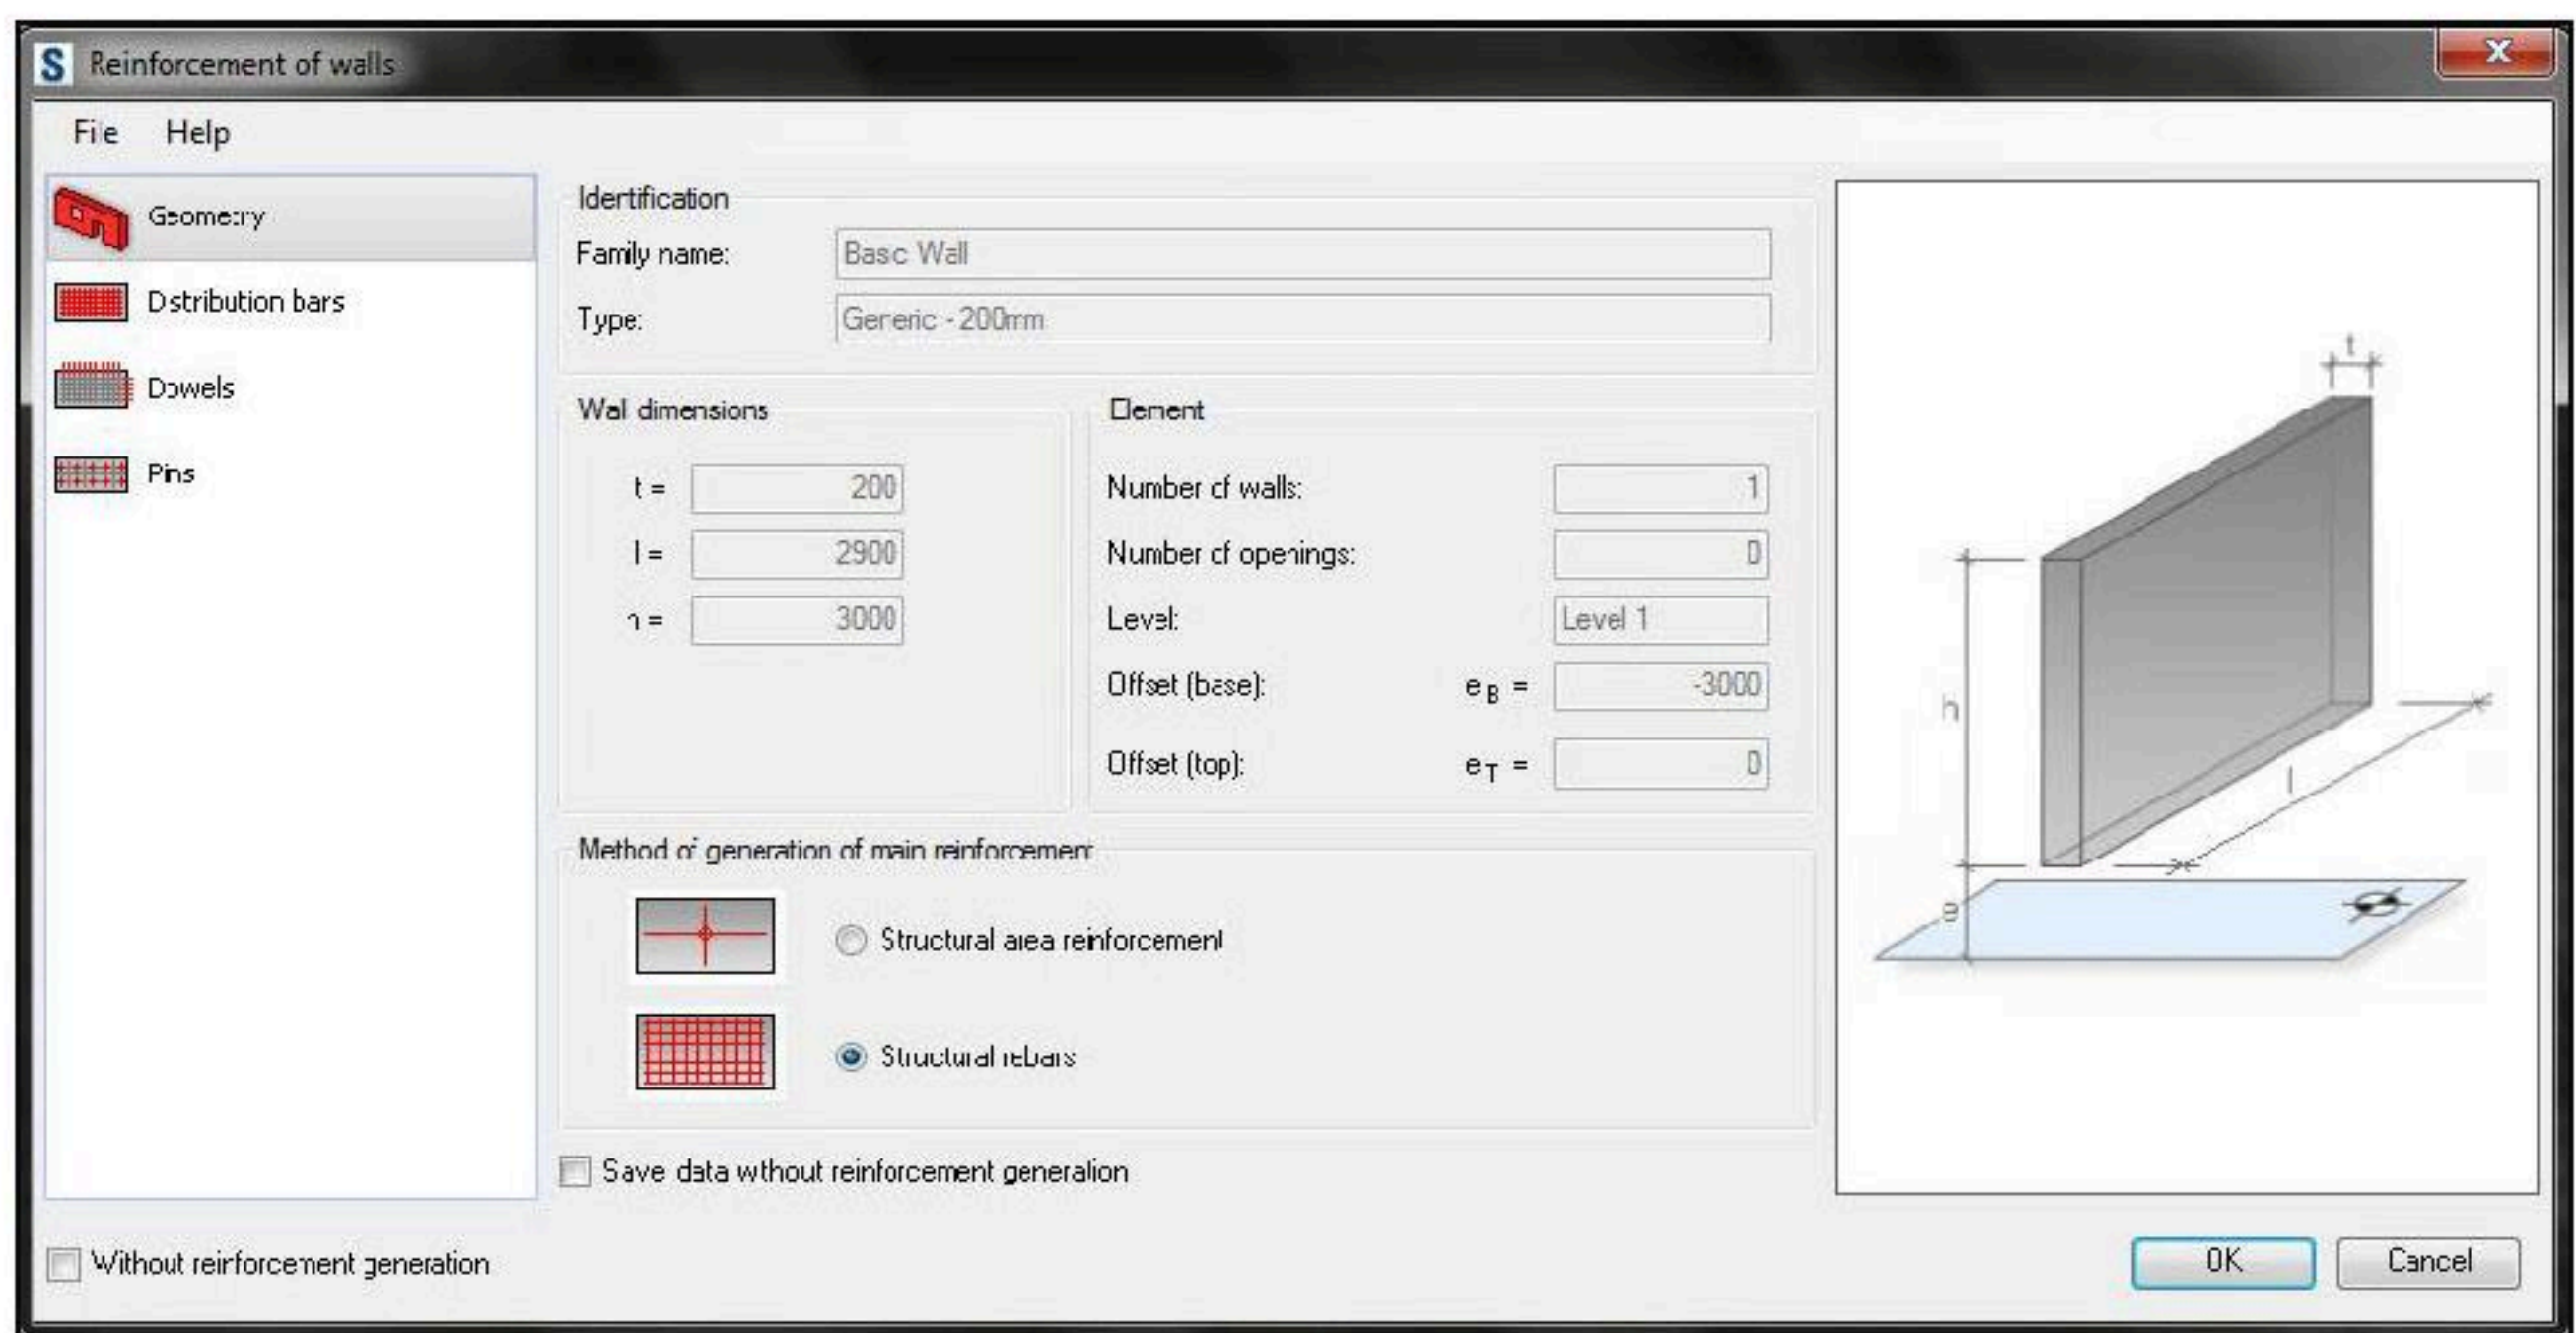 S Reinforcement of walls
File Help
Geometry
Distribution bars
Dowels
Pins
Identification
Family name: Basic Wall
Type: Generic - 200mm
Wall dimensions
t = 200
l = 2900
h = 3000
Element
Number of walls: 1
Number of openings: 0
Level: Level 1
Offset (base): e B = -3000
Offset (top): e T = 0
Method of generation of main reinforcement
Structural area reinforcement
Structural rebars
Save data without reinforcement generation
t
h
l
e
Without reinforcement generation
OK Cancel